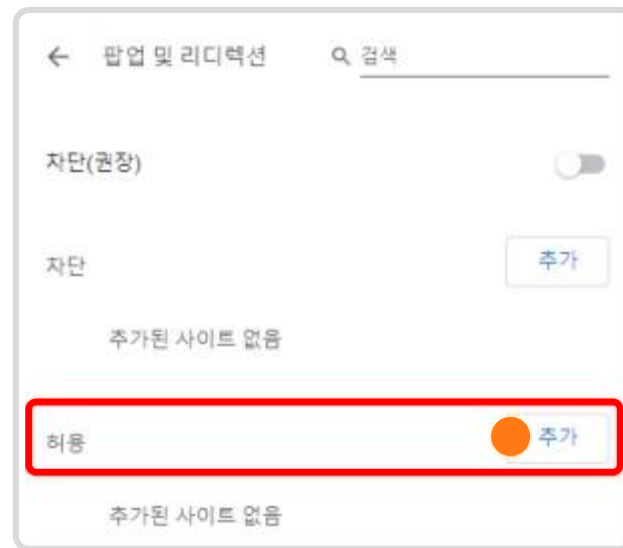 팝업 및 리디렉션 검색
차단(권장)
차단 추가
추가된 사이트 없음
허용 추가
추가된 사이트 없음